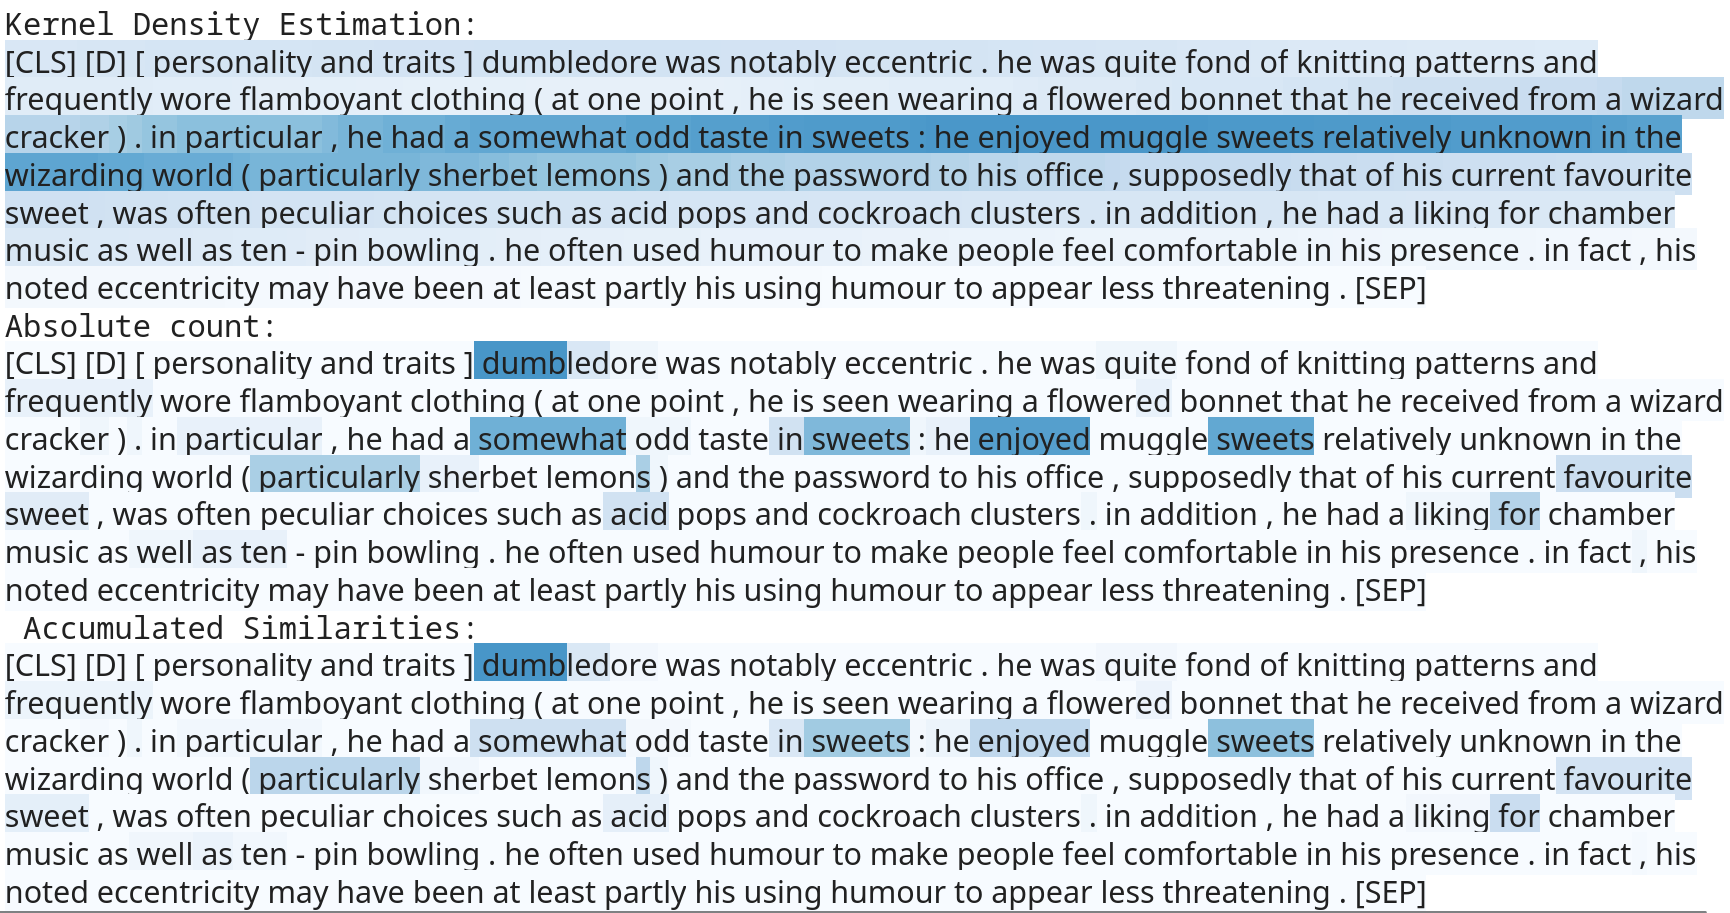 Kernel Density Estimation:
[CLS] [D] [ personality and traits ] dumbledore was notably eccentric . he was quite fond of knitting patterns and
frequently wore flamboyant clothing ( at one point , he is seen wearing a flowered bonnet that he received from a wizard
cracker ) . in particular , he had a somewhat odd taste in sweets : he enjoyed muggle sweets relatively unknown in the
wizarding world ( particularly sherbet lemons ) and the password to his office , supposedly that of his current favourite
sweet , was often peculiar choices such as acid pops and cockroach clusters . in addition , he had a liking for chamber
music as well as ten - pin bowling . he often used humour to make people feel comfortable in his presence . in fact , his
noted eccentricity may have been at least partly his using humour to appear less threatening . [SEP]
Absolute count:
[CLS] [D] [ personality and traits ] dumbledore was notably eccentric . he was quite fond of knitting patterns and
frequently wore flamboyant clothing ( at one point , he is seen wearing a flowered bonnet that he received from a wizard
cracker ) . in particular , he had a somewhat odd taste in sweets : he enjoyed muggle sweets relatively unknown in the
wizarding world ( particularly sherbet lemons ) and the password to his office , supposedly that of his current favourite
sweet , was often peculiar choices such as acid pops and cockroach clusters . in addition , he had a liking for chamber
music as well as ten - pin bowling . he often used humour to make people feel comfortable in his presence . in fact , his
noted eccentricity may have been at least partly his using humour to appear less threatening . [SEP]
Accumulated Similarities:
[CLS] [D] [ personality and traits ] dumbledore was notably eccentric . he was quite fond of knitting patterns and
frequently wore flamboyant clothing ( at one point , he is seen wearing a flowered bonnet that he received from a wizard
cracker ) . in particular , he had a somewhat odd taste in sweets : he enjoyed muggle sweets relatively unknown in the
wizarding world ( particularly sherbet lemons ) and the password to his office , supposedly that of his current favourite
sweet , was often peculiar choices such as acid pops and cockroach clusters . in addition , he had a liking for chamber
music as well as ten - pin bowling . he often used humour to make people feel comfortable in his presence . in fact , his
noted eccentricity may have been at least partly his using humour to appear less threatening . [SEP]